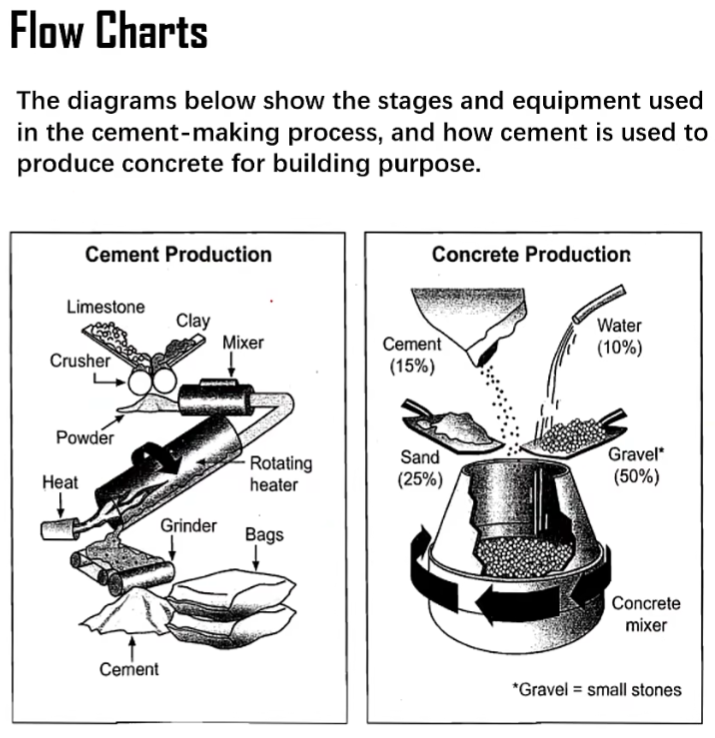 Flow Charts
The diagrams below show the stages and equipment used
in the cement-making process, and how cement is used to
produce concrete for building purpose.
Cement Production
Limestone
Clay
Mixer
Crusher
Powder
Rotating
heater
Heat
Grinder
Bags
Cement
Concrete Production
Cement
(15%)
Water
(10%)
Sand
(25%)
Gravel*
(50%)
Concrete
mixer
*Gravel = small stones